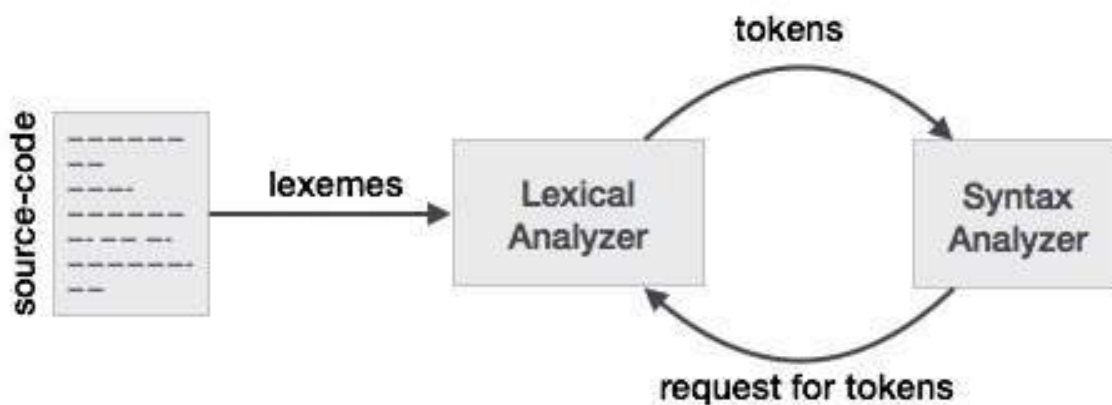 tokens
source-code
lexemes
Lexical
Analyzer
Syntax
Analyzer
request for tokens